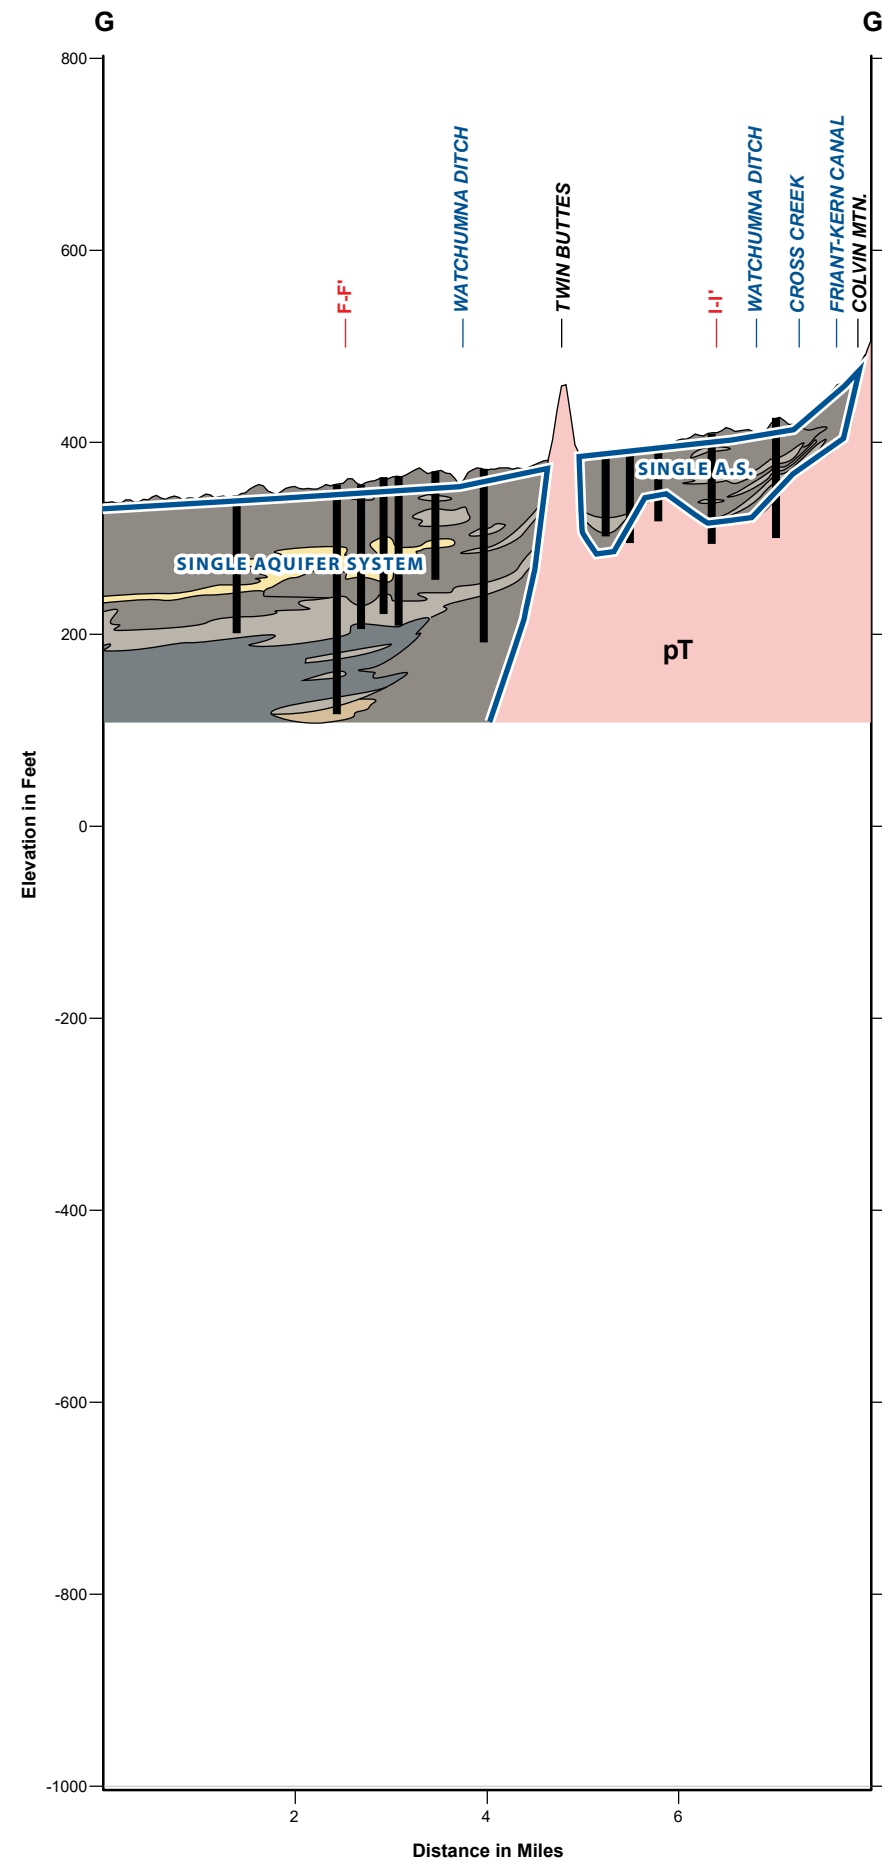 G
G
800
600
400
200
0
-200
-400
-600
-800
-1000
Elevation in Feet
F-F'
WATCHUMNA DITCH
TWIN BUTTES
I-I'
WATCHUMNA DITCH
CROSS CREEK
FRIANT-KERN CANAL
COLVIN MTN.
SINGLE A.S.
SINGLE AQUIFER SYSTEM
pT
2
4
6
Distance in Miles